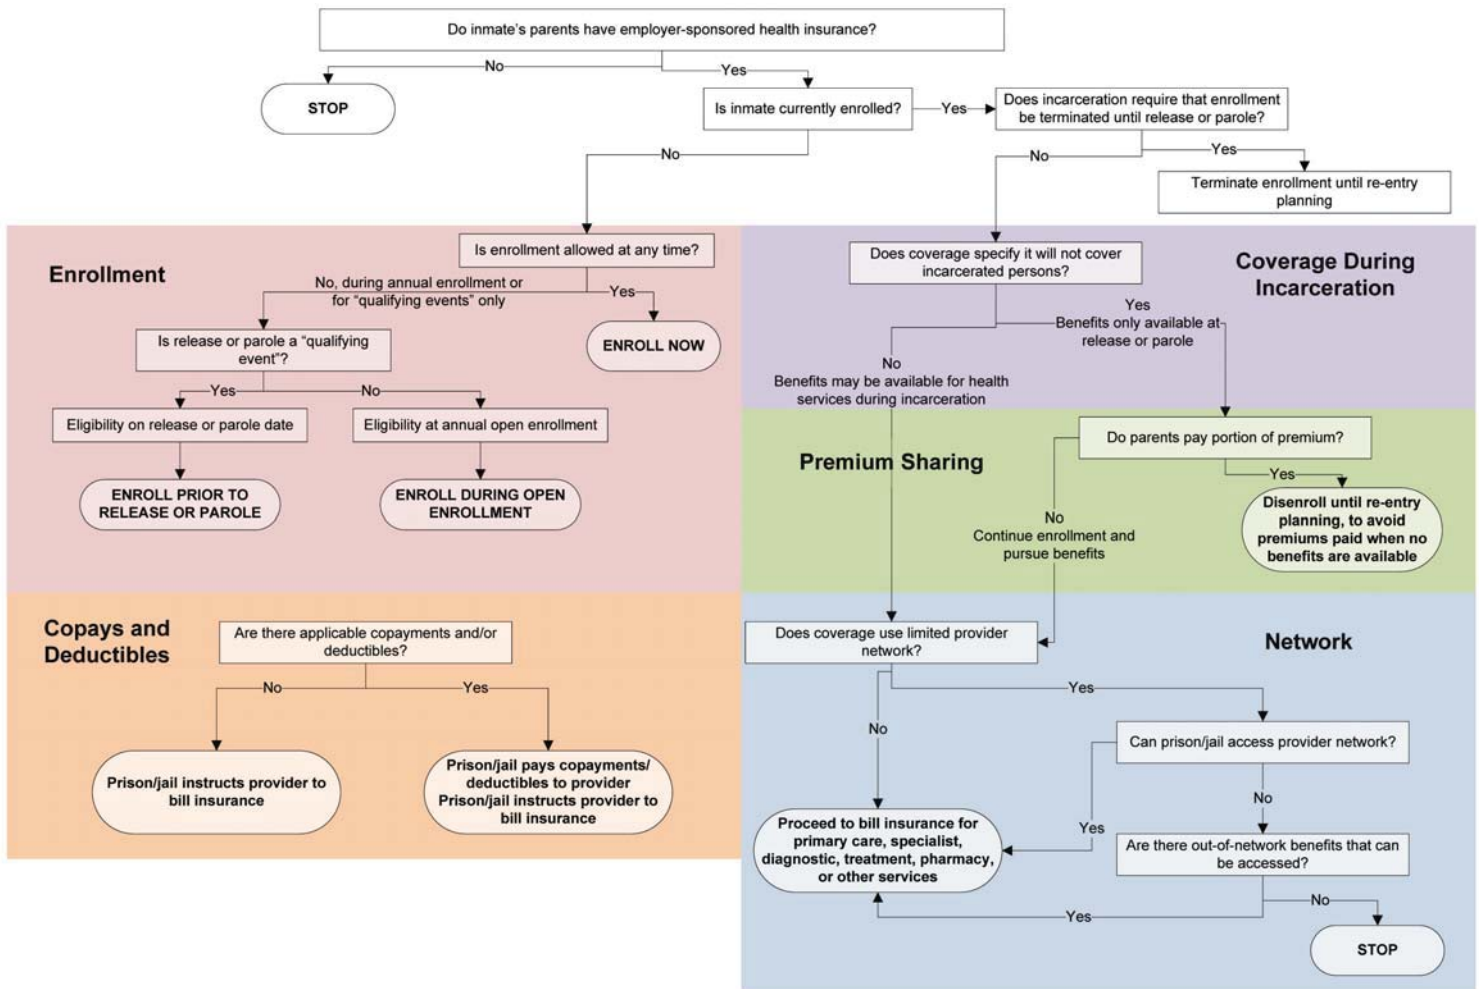 Do inmate's parents have employer-sponsored health insurance?
No
Yes
STOP
Is inmate currently enrolled?
Yes
Does incarceration require that enrollment
be terminated until release or parole?
No
No
Yes
Terminate enrollment until re-entry
planning
Enrollment
Is enrollment allowed at any time?
No, during annual enrollment or
for "qualifying events" only
Yes
ENROLL NOW
Is release or parole a "qualifying
event"?
Yes
No
Eligibility on release or parole date
Eligibility at annual open enrollment
ENROLL PRIOR TO
RELEASE OR PAROLE
ENROLL DURING OPEN
ENROLLMENT
Coverage During
Incarceration
Does coverage specify it will not cover
incarcerated persons?
Yes
Benefits only available at
release or parole
No
Benefits may be available for health
services during incarceration
Premium Sharing
Do parents pay portion of premium?
Yes
Disenroll until re-entry
planning, to avoid
premiums paid when no
benefits are available
No
Continue enrollment and
pursue benefits
Copays and
Deductibles
Are there applicable copayments and/or
deductibles?
No
Yes
Prison/jail instructs provider to
bill insurance
Prison/jail pays copayments/
deductibles to provider
Prison/jail instructs provider to
bill insurance
Network
Does coverage use limited provider
network?
No
Yes
Can prison/jail access provider network?
Yes
No
Proceed to bill insurance for
primary care, specialist,
diagnostic, treatment, pharmacy,
or other services
Are there out-of-network benefits that can
be accessed?
Yes
No
STOP